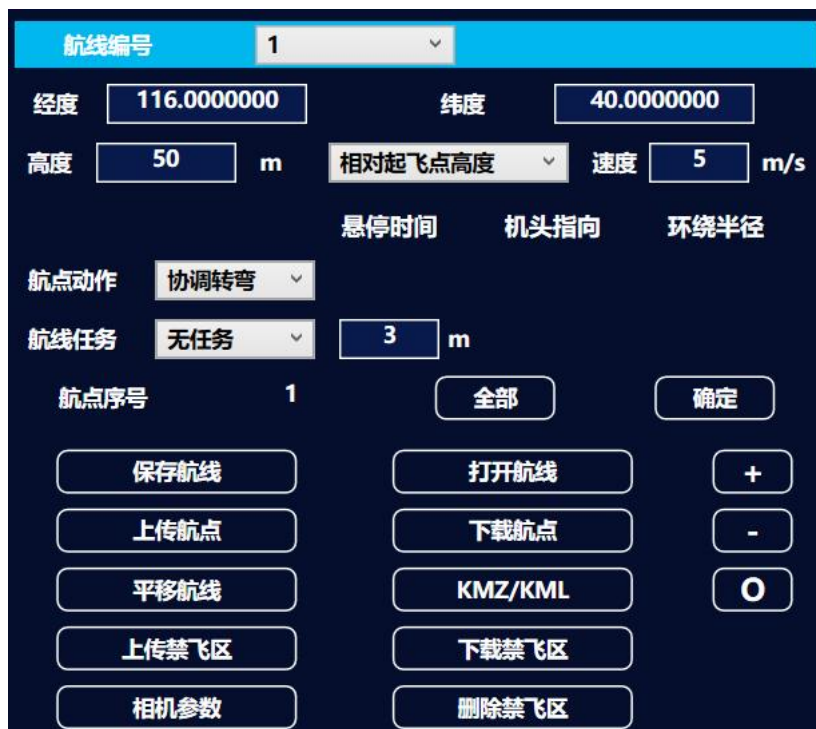 航线编号 1
经度 116.0000000 纬度 40.0000000
高度 50 m 相对起飞点高度 速度 5 m/s
悬停时间 机头指向 环绕半径
航点动作 协调转弯
航线任务 无任务 3 m
航点序号 1 全部 确定
保存航线 打开航线 +
上传航点 下载航点 -
平移航线 KMZ/KML O
上传禁飞区 下载禁飞区
相机参数 删除禁飞区